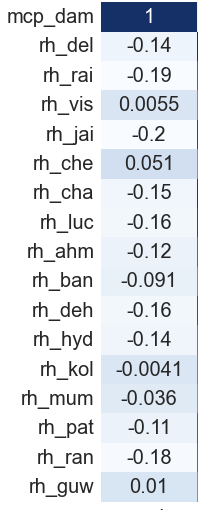 mcp_dam 1
rh_del -0.14
rh_rai -0.19
rh_vis 0.0055
rh_jai -0.2
rh_che 0.051
rh_cha -0.15
rh_luc -0.16
rh_ahm -0.12
rh_ban -0.091
rh_deh -0.16
rh_hyd -0.14
rh_kol -0.0041
rh_mum -0.036
rh_pat -0.11
rh_ran -0.18
rh_guw 0.01